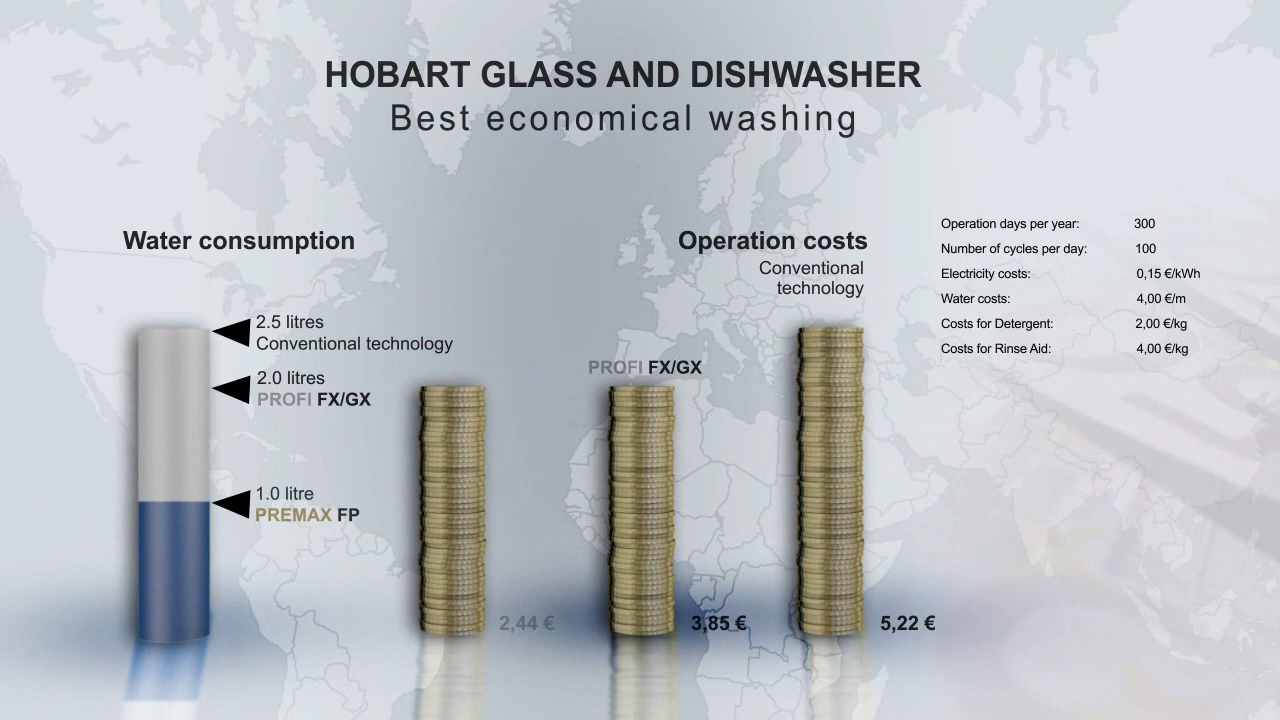 HOBART GLASS AND DISHWASHER
Best economical washing
Water consumption
2.5 litres
Conventional technology
2.0 litres
PROFI FX/GX
1.0 litre
PREMAX FP
Operation costs
Conventional
technology
PROFI FX/GX
2,44 €
3,85 €
5,22 €
Operation days per year: 300
Number of cycles per day: 100
Electricity costs: 0,15 €/kWh
Water costs: 4,00 €/m
Costs for Detergent: 2,00 €/kg
Costs for Rinse Aid: 4,00 €/kg